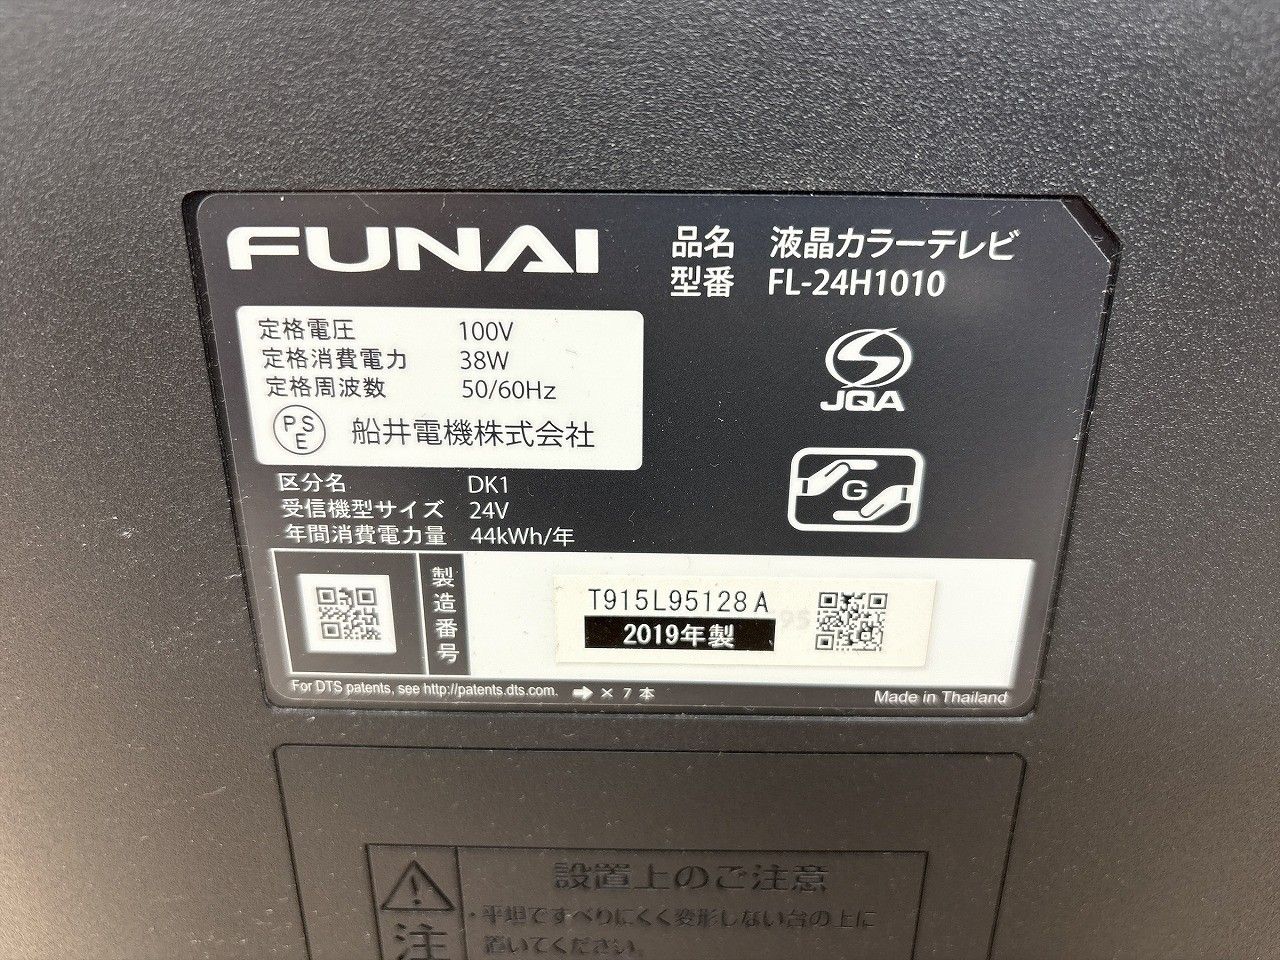 FUNAI
品名 液晶カラーテレビ
型番 FL-24H1010
定格電圧 100V
定格消費電力 38W
定格周波数 50/60Hz
PSE 船井電機株式会社
JQA
G
区分名 DK1
受信機型サイズ 24V
年間消費電力量 44kWh/年
製造番号
T915L95128A
2019年製
For DTS patents, see http://patents.dts.com. ➡ × 7 本
Made in Thailand
設置上のご注意
注
・平坦ですべりにくく変形しない台の上に
置いてください。